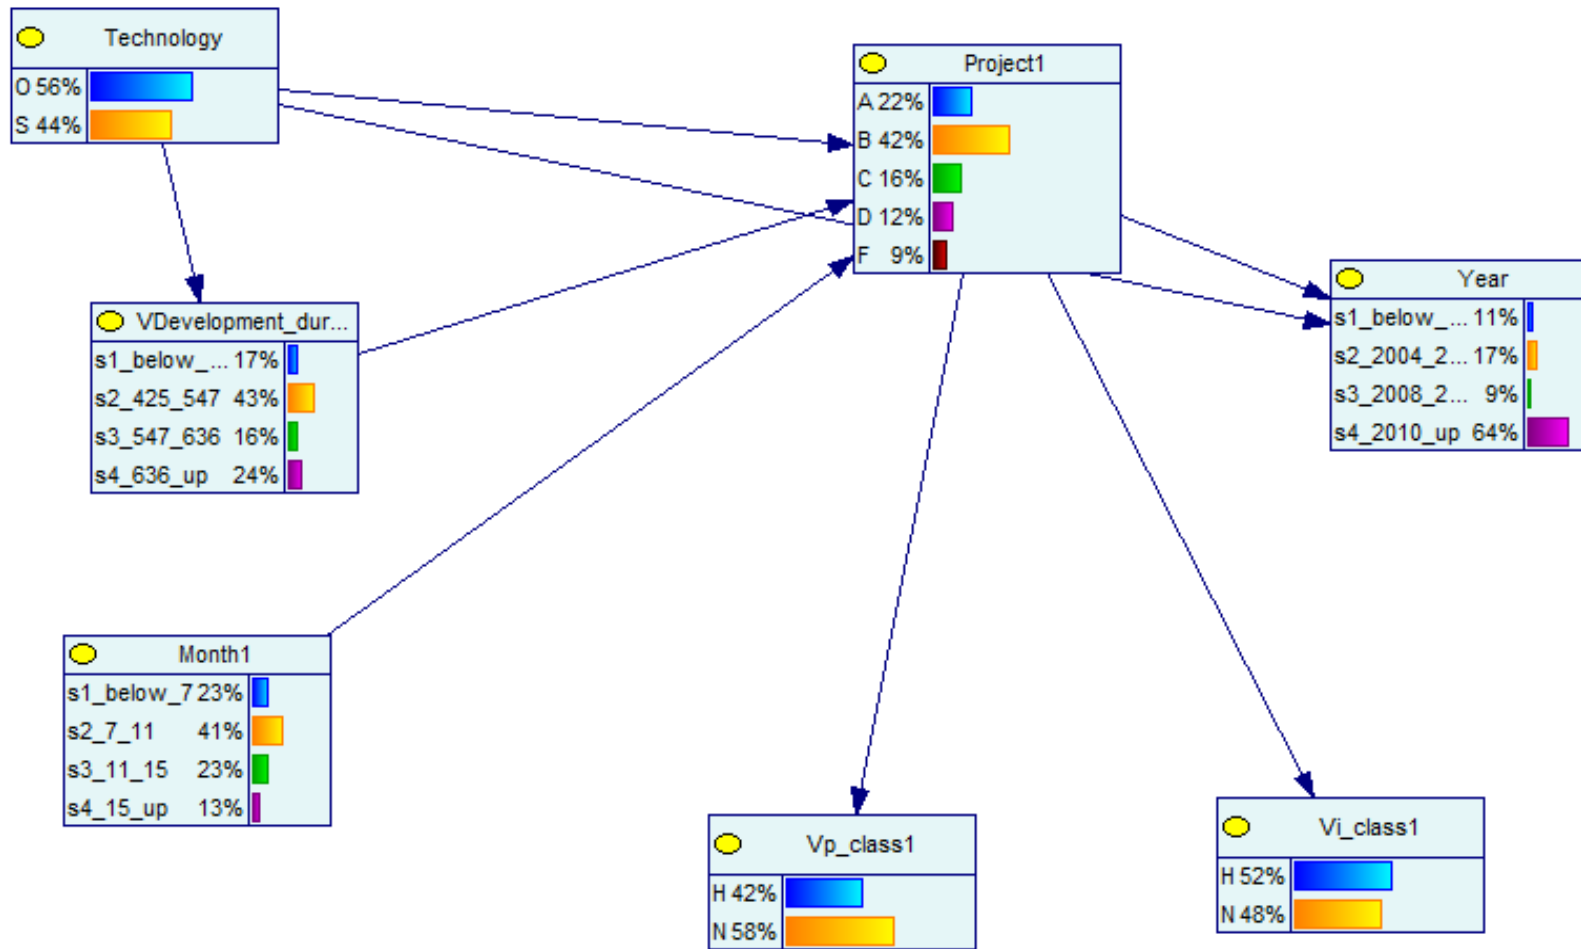 Technology
O 56%
S 44%
Project1
A 22%
B 42%
C 16%
D 12%
F 9%
Year
s1_below_... 11%
s2_2004_2... 17%
s3_2008_2... 9%
s4_2010_up 64%
VDevelopment_dur...
s1_below_... 17%
s2_425_547 43%
s3_547_636 16%
s4_636_up 24%
Month1
s1_below_7 23%
s2_7_11 41%
s3_11_15 23%
s4_15_up 13%
Vp_class1
H 42%
N 58%
Vi_class1
H 52%
N 48%